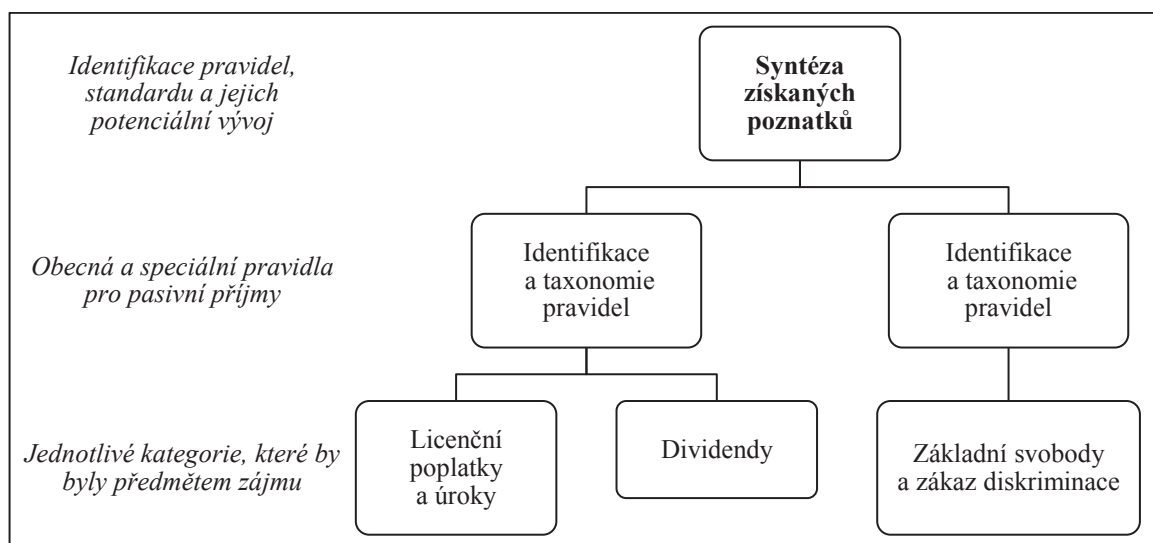 Identifikace pravidel,
standardu a jejich
potenciální vývoj
Syntéza
získaných
poznatků
Obecná a speciální pravidla
pro pasivní příjmy
Identifikace
a taxonomie
pravidel
Identifikace
a taxonomie
pravidel
Jednotlivé kategorie, které by
byly předmětem zájmu
Licenční
poplatky
a úroky
Dividendy
Základní svobody
a zákaz diskriminace